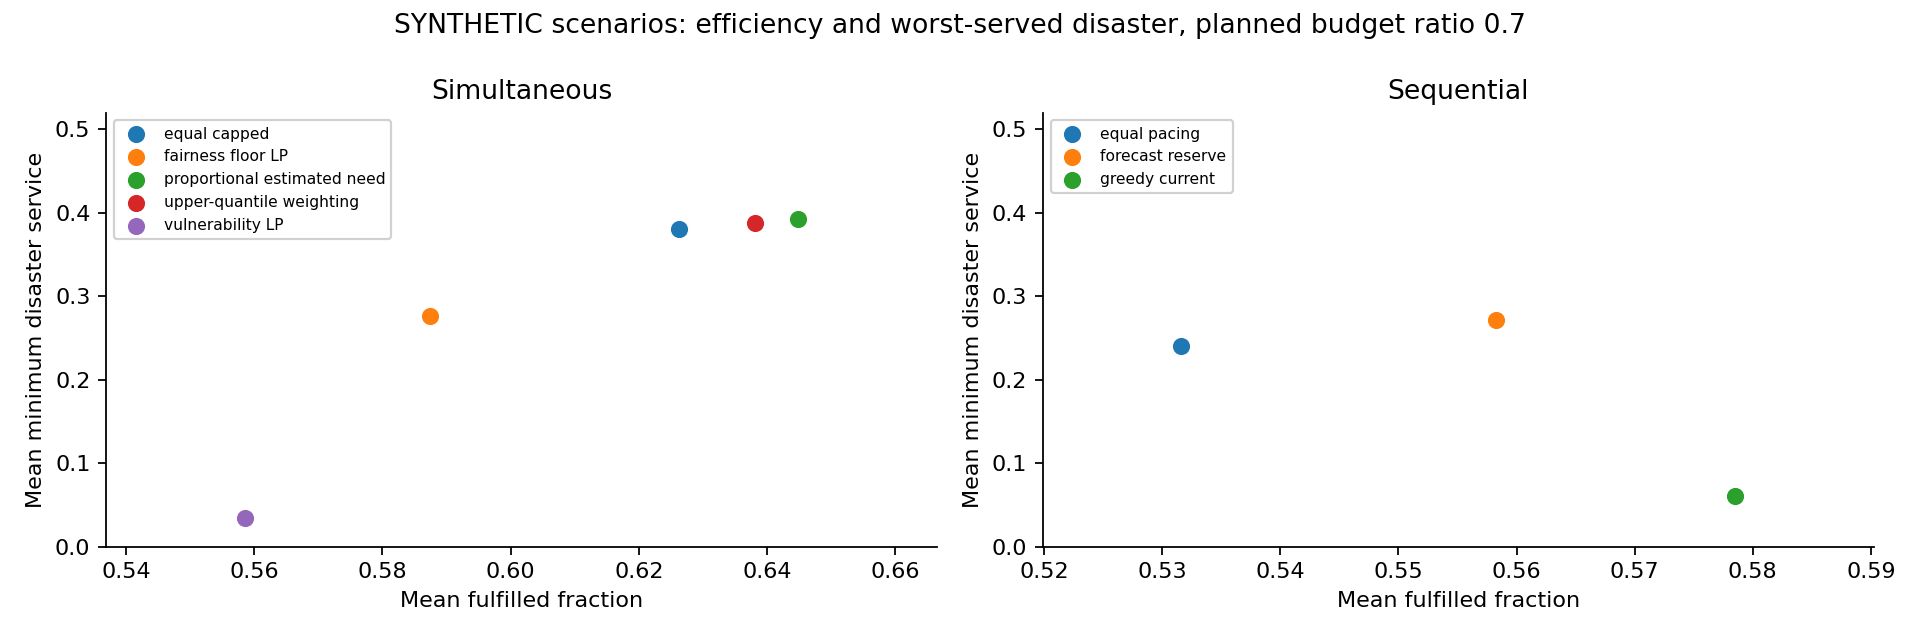 SYNTHETIC scenarios: efficiency and worst-served disaster, planned budget ratio 0.7
Simultaneous
equal capped
fairness floor LP
proportional estimated need
upper-quantile weighting
vulnerability LP
Mean minimum disaster service
0.5
0.4
0.3
0.2
0.1
0.0
0.54 0.56 0.58 0.60 0.62 0.64 0.66
Mean fulfilled fraction
Sequential
equal pacing
forecast reserve
greedy current
Mean minimum disaster service
0.5
0.4
0.3
0.2
0.1
0.0
0.52 0.53 0.54 0.55 0.56 0.57 0.58 0.59
Mean fulfilled fraction